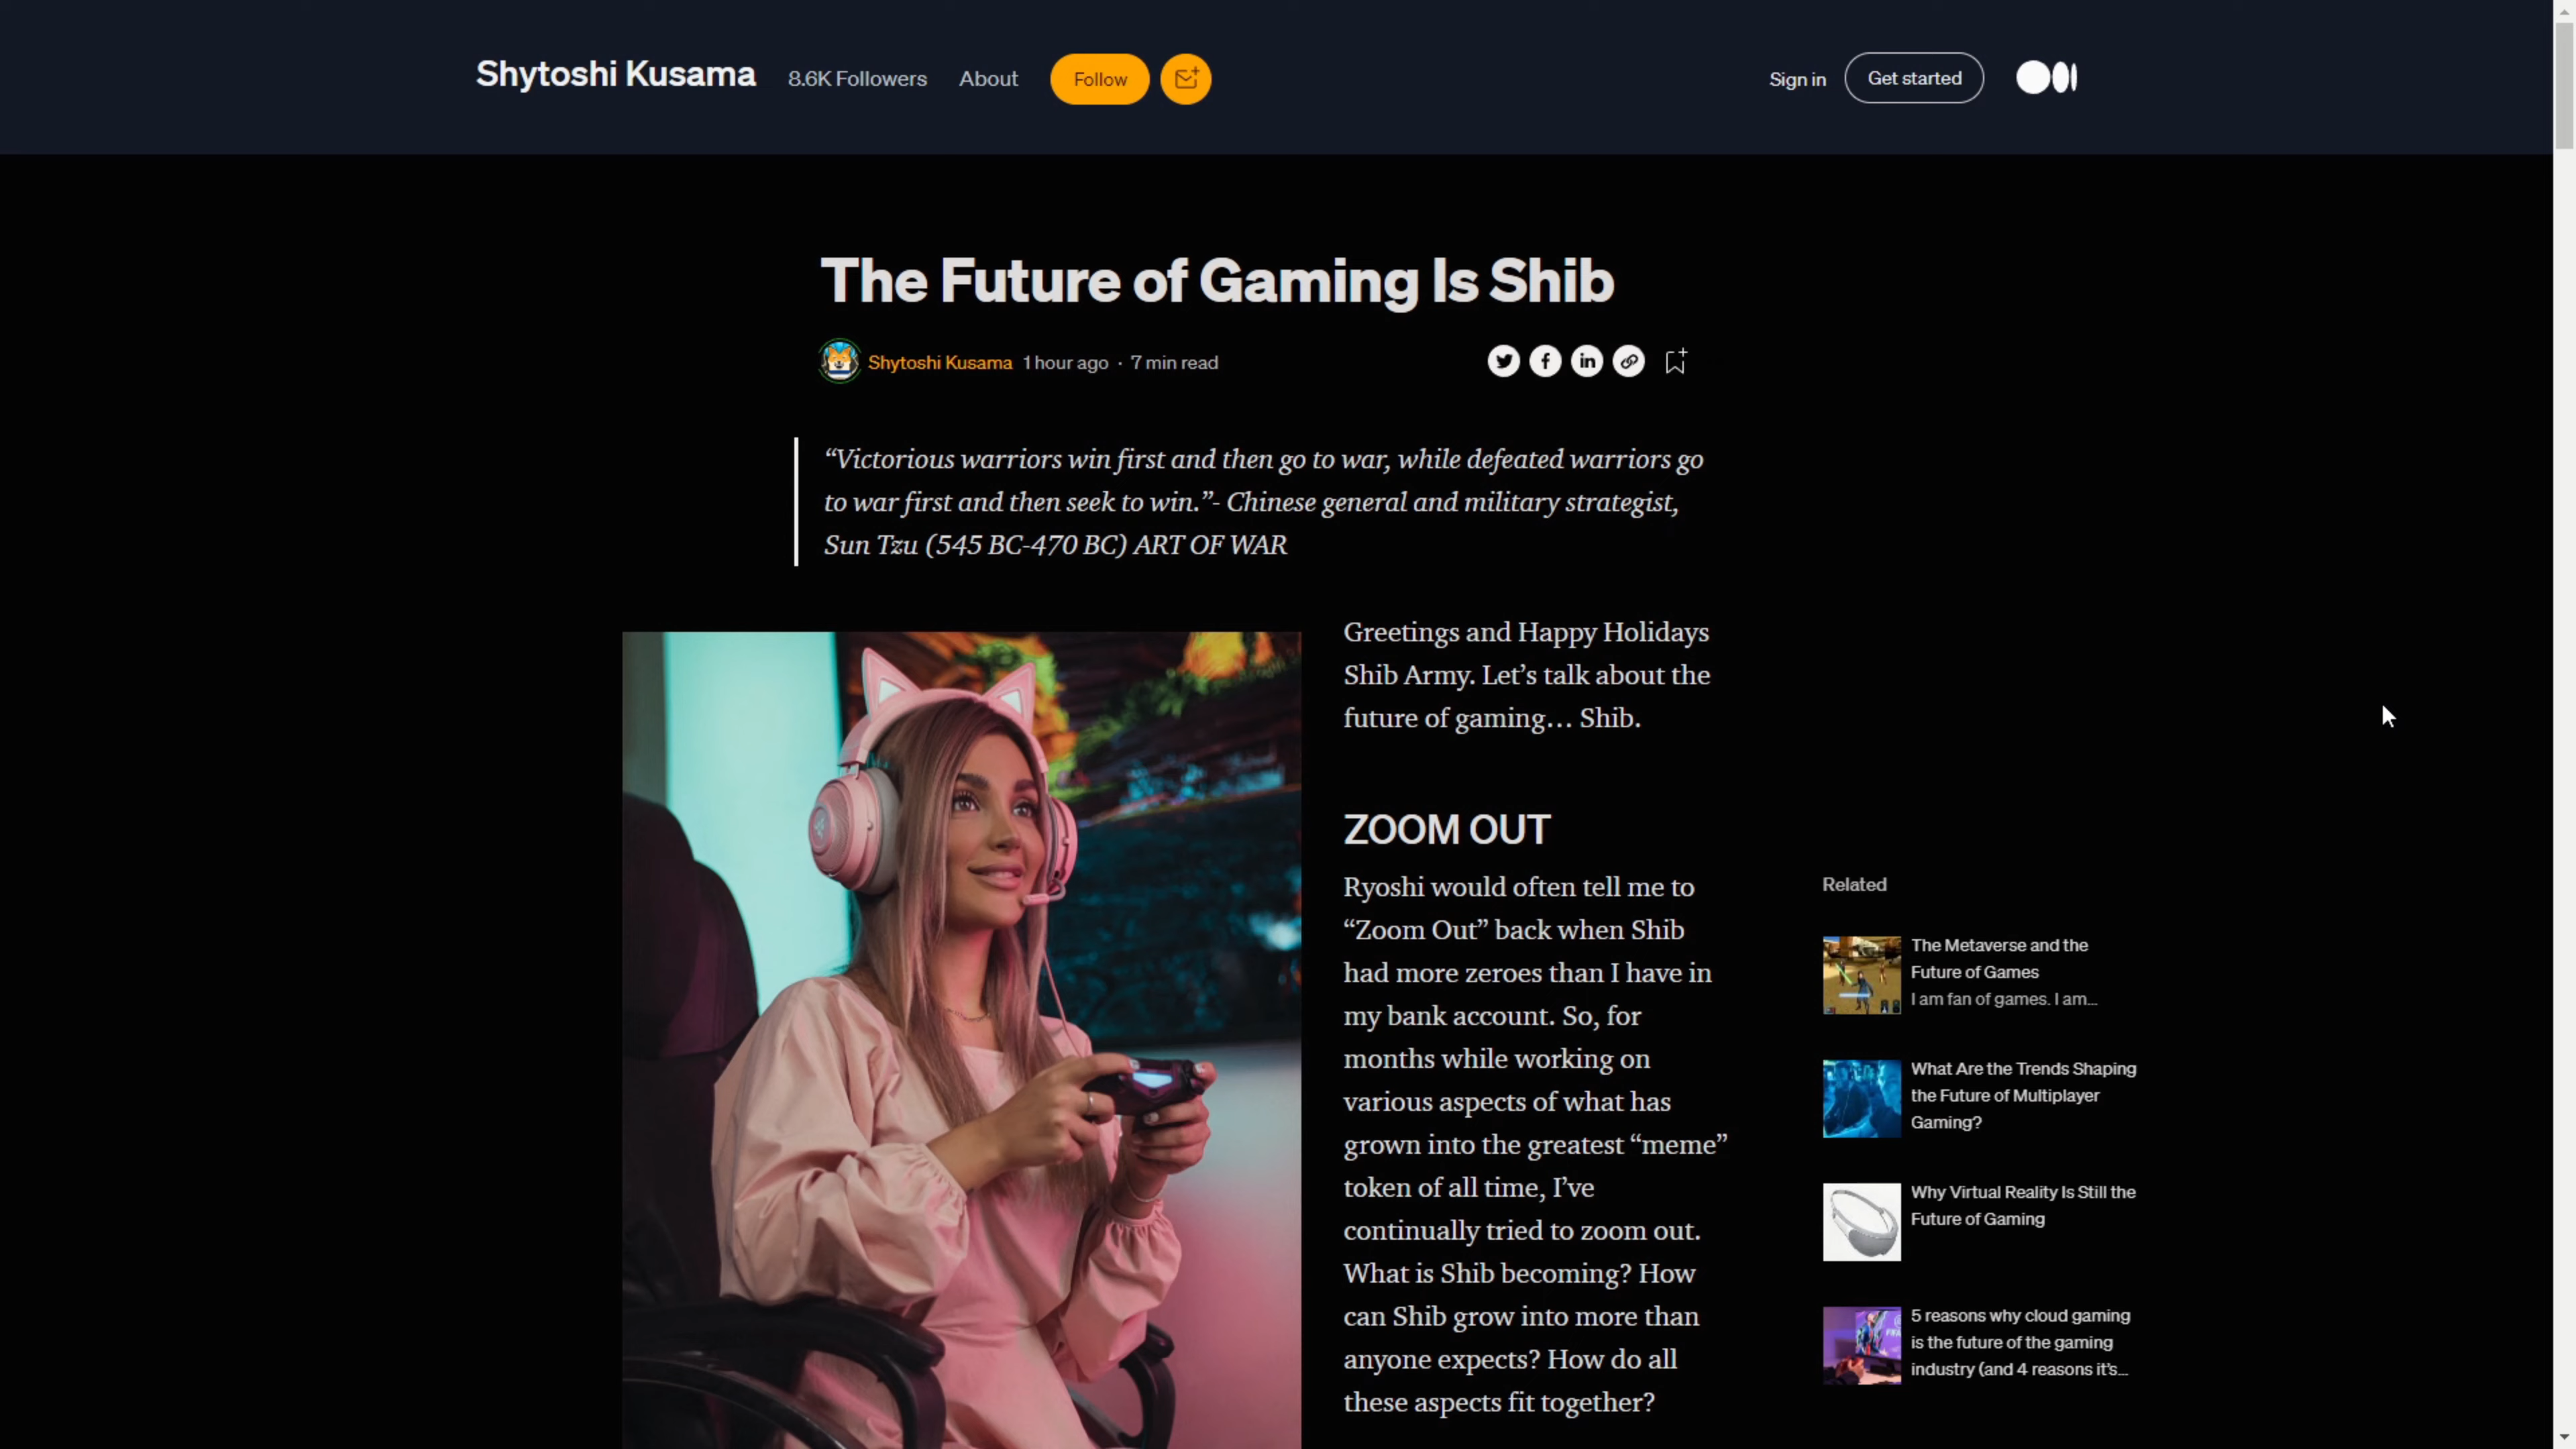 Shytoshi Kusama
8.6K Followers
About
Follow
Sign in
Get started
The Future of Gaming Is Shib
Shytoshi Kusama 1 hour ago · 7 min read
“Victorious warriors win first and then go to war, while defeated warriors go
to war first and then seek to win.”- Chinese general and military strategist,
Sun Tzu (545 BC-470 BC) ART OF WAR
Greetings and Happy Holidays
Shib Army. Let’s talk about the
future of gaming… Shib.
ZOOM OUT
Ryoshi would often tell me to
“Zoom Out” back when Shib
had more zeroes than I have in
my bank account. So, for
months while working on
various aspects of what has
grown into the greatest “meme”
token of all time, I’ve
continually tried to zoom out.
What is Shib becoming? How
can Shib grow into more than
anyone expects? How do all
these aspects fit together?
Related
The Metaverse and the
Future of Games
I am fan of games. I am...
What Are the Trends Shaping
the Future of Multiplayer
Gaming?
Why Virtual Reality Is Still the
Future of Gaming
5 reasons why cloud gaming
is the future of the gaming
industry (and 4 reasons it’s...